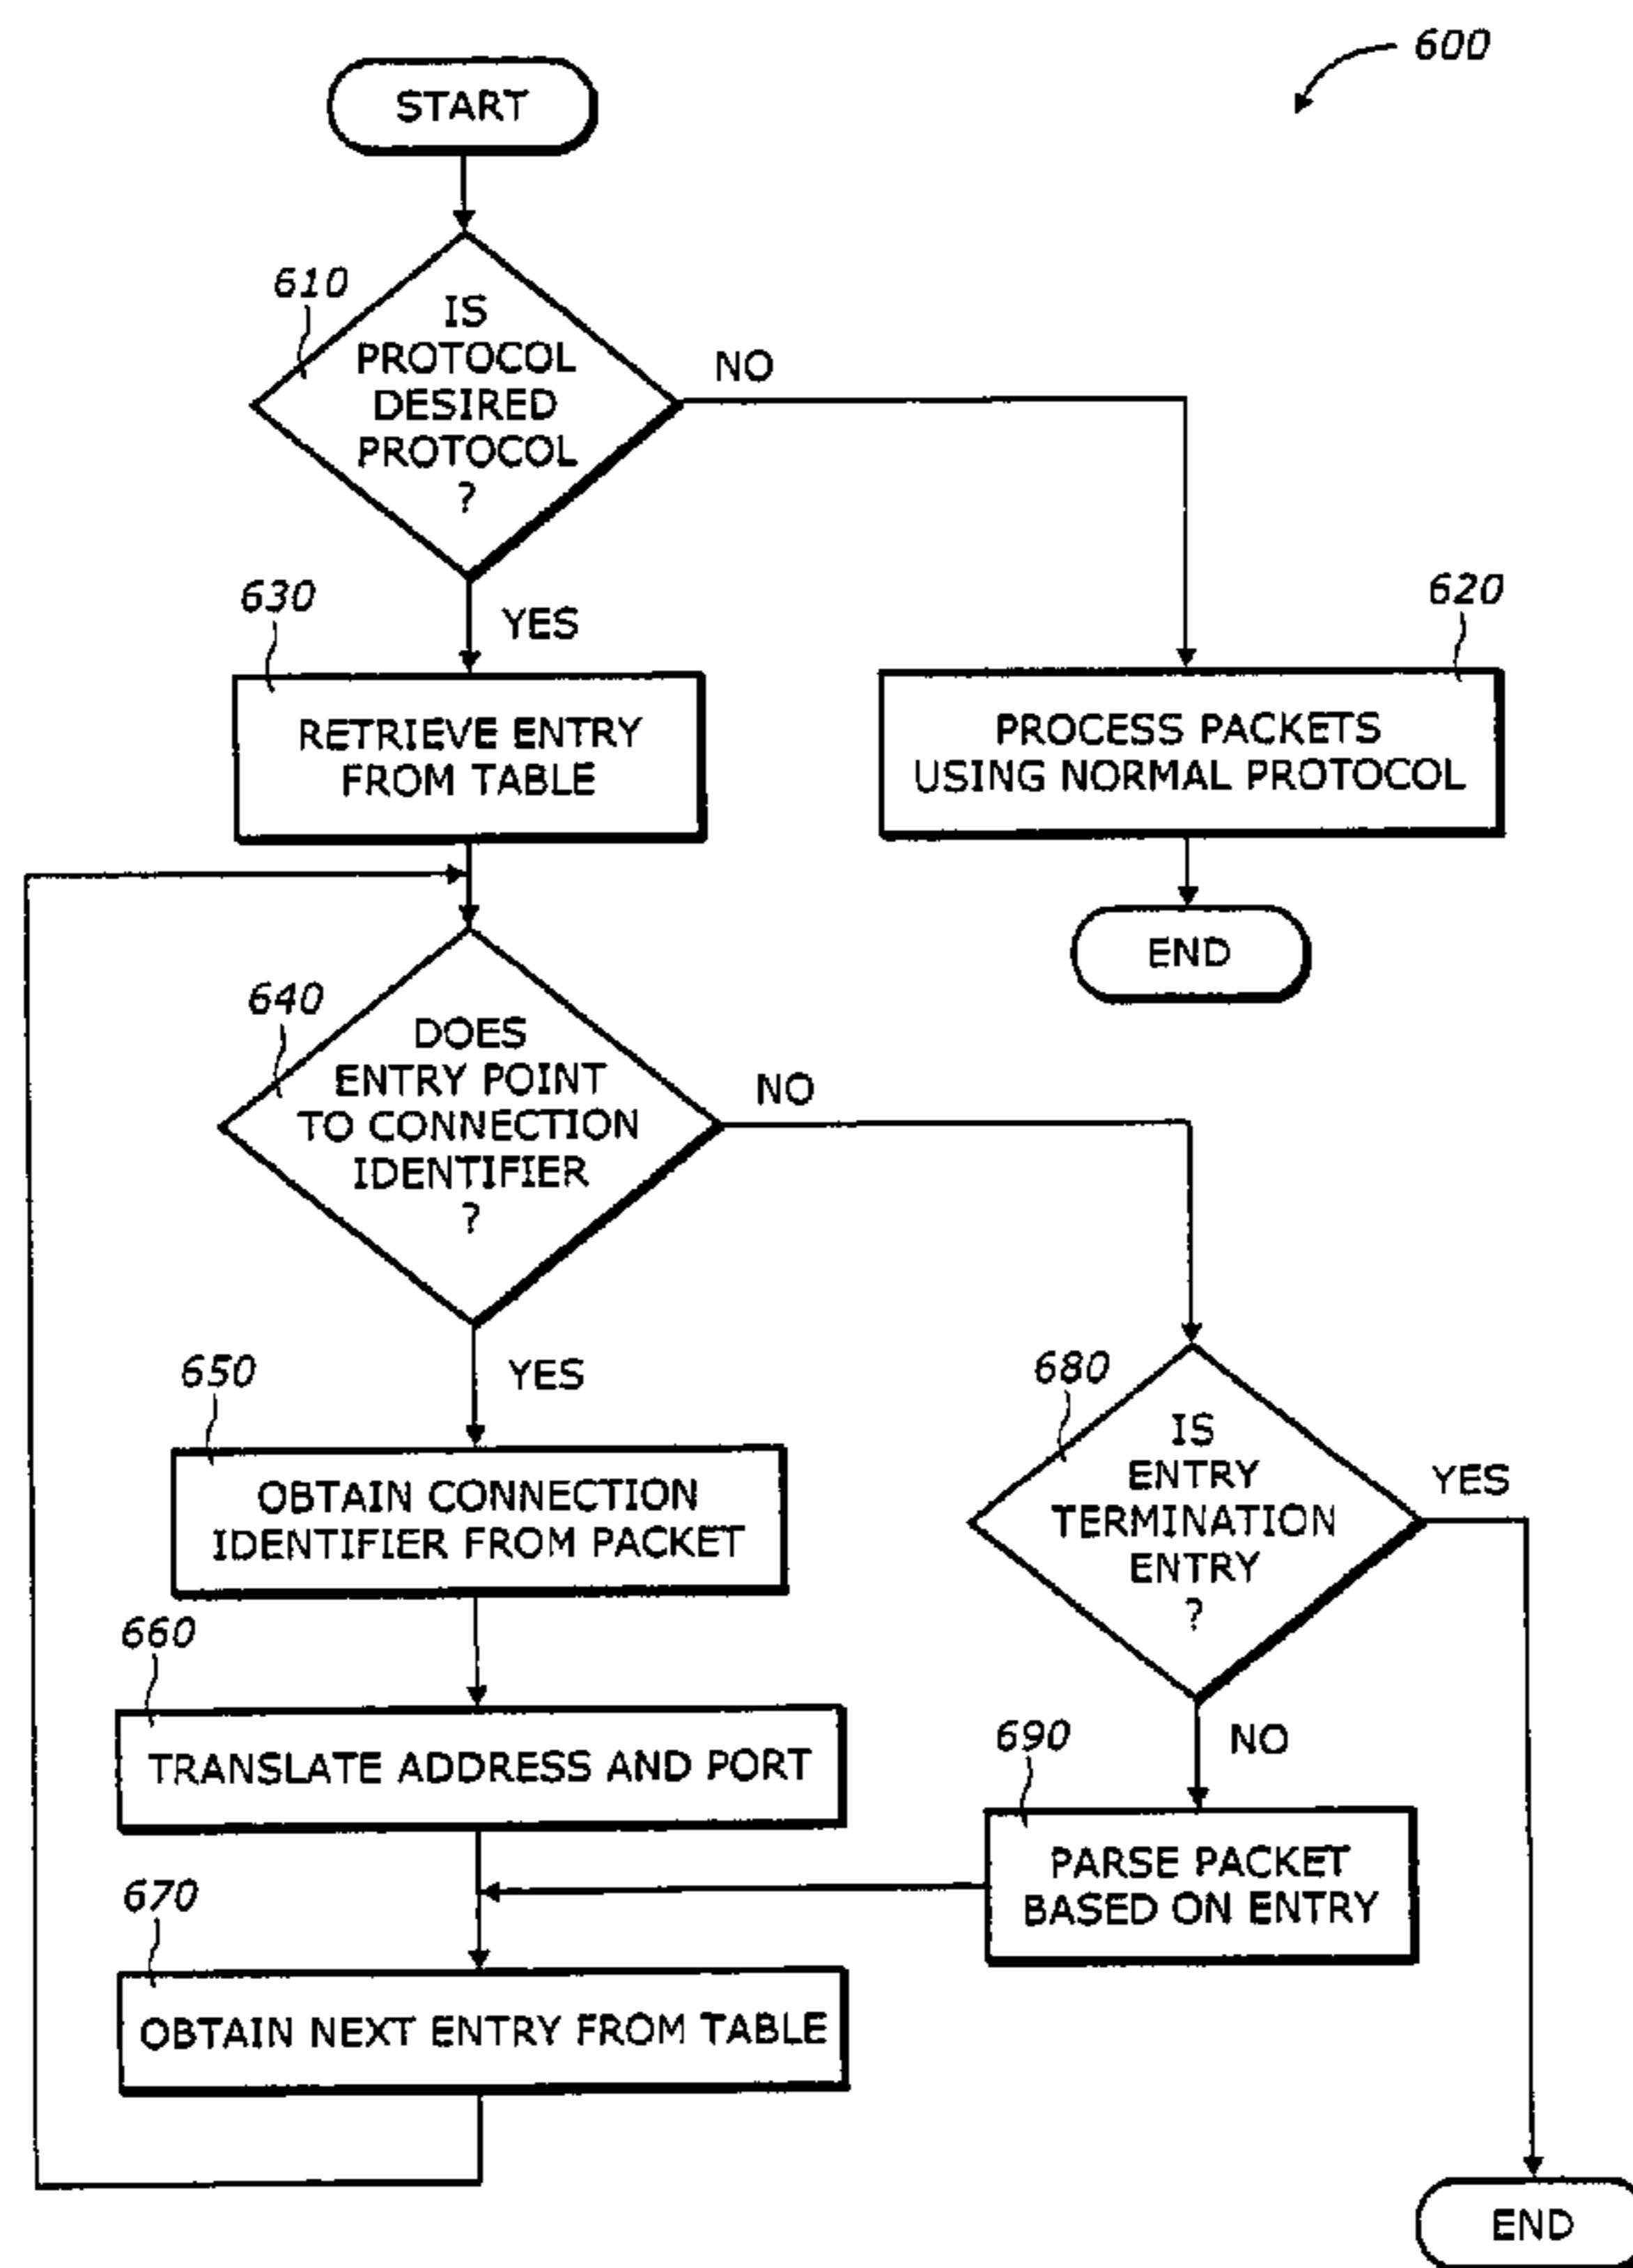 600
START
610
IS
PROTOCOL
DESIRED
PROTOCOL
?
NO
YES
630
RETRIEVE ENTRY
FROM TABLE
620
PROCESS PACKETS
USING NORMAL PROTOCOL
END
640
DOES
ENTRY POINT
TO CONNECTION
IDENTIFIER
?
NO
YES
650
OBTAIN CONNECTION
IDENTIFIER FROM PACKET
660
TRANSLATE ADDRESS AND PORT
670
OBTAIN NEXT ENTRY FROM TABLE
680
IS
ENTRY
TERMINATION
ENTRY
?
YES
NO
690
PARSE PACKET
BASED ON ENTRY
END